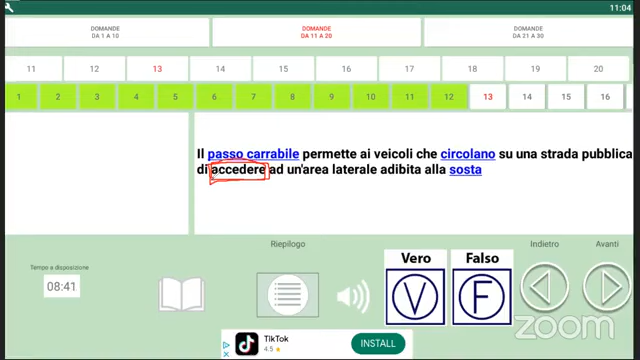 11:04
DOMANDE
DA 1 A 10
DOMANDE
DA 11 A 20
DOMANDE
DA 21 A 30
11 12 13 14 15 16 17 18 19 20
1 2 3 4 5 6 7 8 9 10 11 12 13 14 15 16
Il passo carrabile permette ai veicoli che circolano su una strada pubblica
di accedere ad un'area laterale adibita alla sosta
Riepilogo
Vero
Falso
Indietro
Avanti
Tempo a disposizione
08:41
V
F
TikTok
4.5
INSTALL
zoom